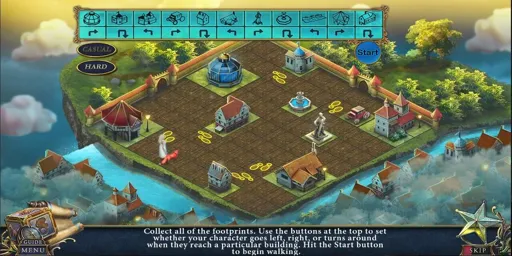 CASUAL
HARD
Start
GUIDE
MENU
SKIP
Collect all of the footprints. Use the buttons at the top to set
whether your character goes left, right, or turns around
when they reach a particular building. Hit the Start button
to begin walking.